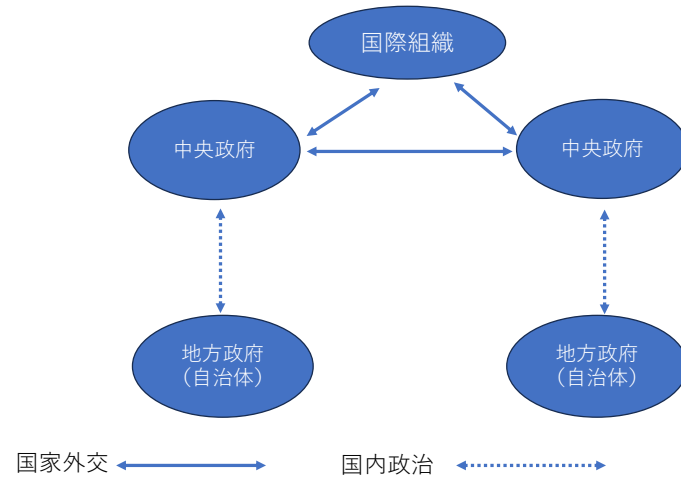 国際組織
中央政府
中央政府
地方政府
（自治体）
地方政府
（自治体）
国家外交
国内政治